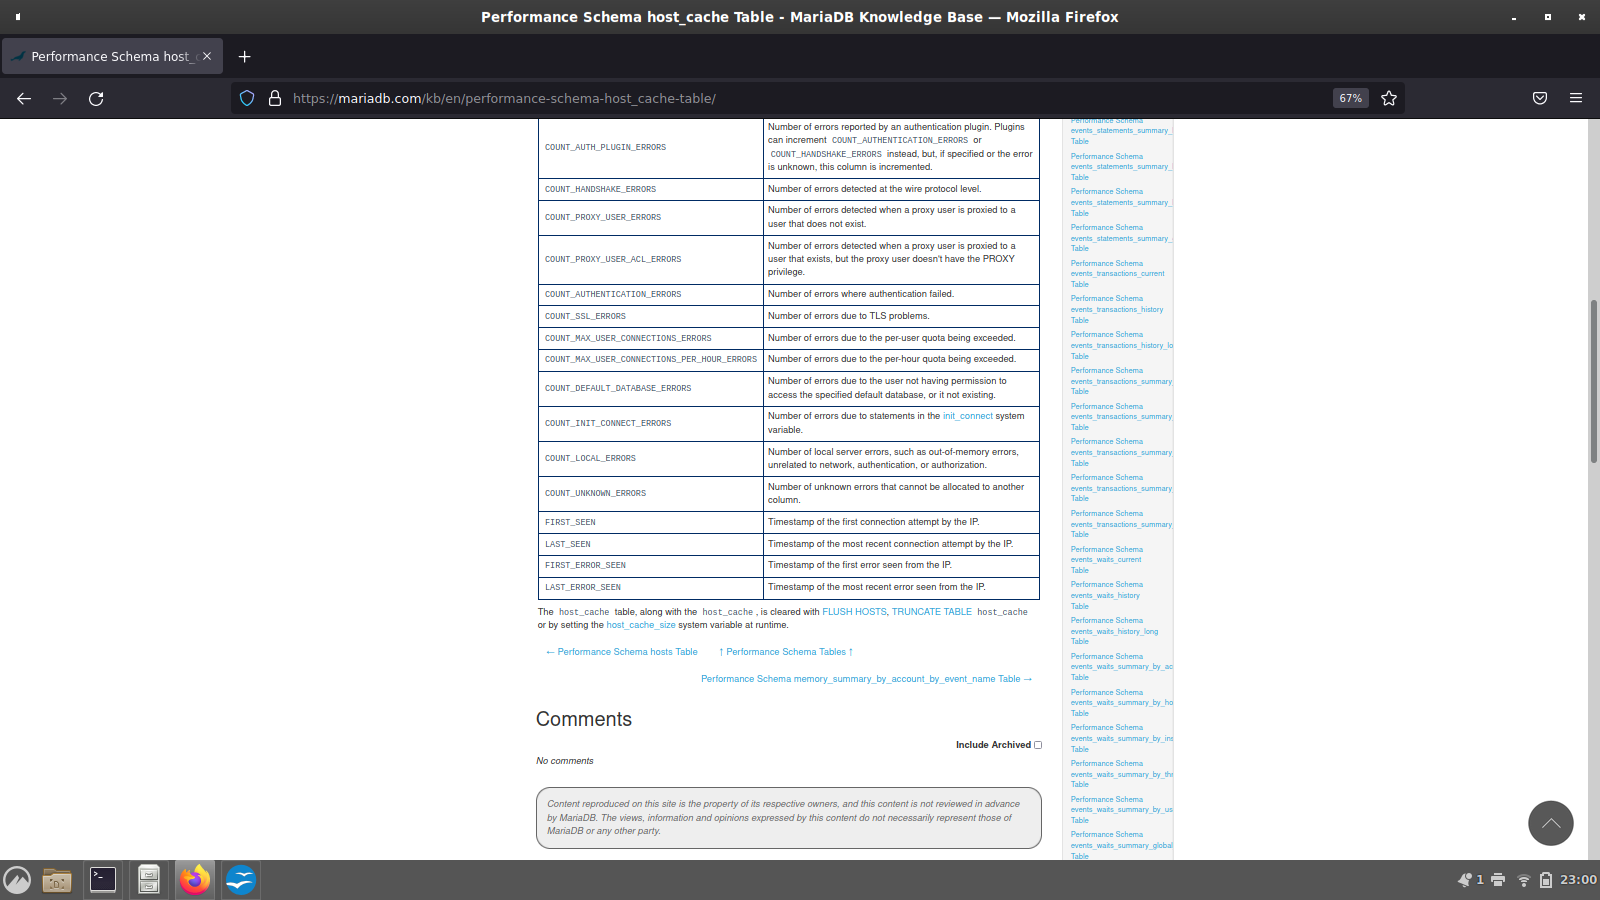 Performance Schema host_cache Table - MariaDB Knowledge Base — Mozilla Firefox
Performance Schema host_c
https://mariadb.com/kb/en/performance-schema-host_cache-table/
67%
COUNT_AUTH_PLUGIN_ERRORS
Number of errors reported by an authentication plugin. Plugins
can increment COUNT_AUTHENTICATION_ERRORS or
COUNT_HANDSHAKE_ERRORS instead, but, if specified or the error
is unknown, this column is incremented.
COUNT_HANDSHAKE_ERRORS
Number of errors detected at the wire protocol level.
COUNT_PROXY_USER_ERRORS
Number of errors detected when a proxy user is proxied to a
user that does not exist.
COUNT_PROXY_USER_ACL_ERRORS
Number of errors detected when a proxy user is proxied to a
user that exists, but the proxy user doesn't have the PROXY
privilege.
COUNT_AUTHENTICATION_ERRORS
Number of errors where authentication failed.
COUNT_SSL_ERRORS
Number of errors due to TLS problems.
COUNT_MAX_USER_CONNECTIONS_ERRORS
Number of errors due to the per-user quota being exceeded.
COUNT_MAX_USER_CONNECTIONS_PER_HOUR_ERRORS
Number of errors due to the per-hour quota being exceeded.
COUNT_DEFAULT_DATABASE_ERRORS
Number of errors due to the user not having permission to
access the specified default database, or it not existing.
COUNT_INIT_CONNECT_ERRORS
Number of errors due to statements in the init_connect system
variable.
COUNT_LOCAL_ERRORS
Number of local server errors, such as out-of-memory errors,
unrelated to network, authentication, or authorization.
COUNT_UNKNOWN_ERRORS
Number of unknown errors that cannot be allocated to another
column.
FIRST_SEEN
Timestamp of the first connection attempt by the IP.
LAST_SEEN
Timestamp of the most recent connection attempt by the IP.
FIRST_ERROR_SEEN
Timestamp of the first error seen from the IP.
LAST_ERROR_SEEN
Timestamp of the most recent error seen from the IP.
The host_cache table, along with the host_cache , is cleared with FLUSH HOSTS, TRUNCATE TABLE host_cache
or by setting the host_cache_size system variable at runtime.
← Performance Schema hosts Table ↑ Performance Schema Tables ↑
Performance Schema memory_summary_by_account_by_event_name Table →
Comments
Include Archived
No comments
Content reproduced on this site is the property of its respective owners, and this content is not reviewed in advance
by MariaDB. The views, information and opinions expressed by this content do not necessarily represent those of
MariaDB or any other party.
Performance Schema
events_statements_summary_
Table
Performance Schema
events_statements_summary_
Table
Performance Schema
events_statements_summary_
Table
Performance Schema
events_statements_summary_
Table
Performance Schema
events_transactions_current
Table
Performance Schema
events_transactions_history
Table
Performance Schema
events_transactions_history_lo
Table
Performance Schema
events_transactions_summary_
Table
Performance Schema
events_transactions_summary_
Table
Performance Schema
events_transactions_summary_
Table
Performance Schema
events_transactions_summary_
Table
Performance Schema
events_transactions_summary_
Table
Performance Schema
events_waits_current
Table
Performance Schema
events_waits_history
Table
Performance Schema
events_waits_history_long
Table
Performance Schema
events_waits_summary_by_ac
Table
Performance Schema
events_waits_summary_by_ho
Table
Performance Schema
events_waits_summary_by_ins
Table
Performance Schema
events_waits_summary_by_thr
Table
Performance Schema
events_waits_summary_by_us
Table
Performance Schema
events_waits_summary_global
Table
1
23:00